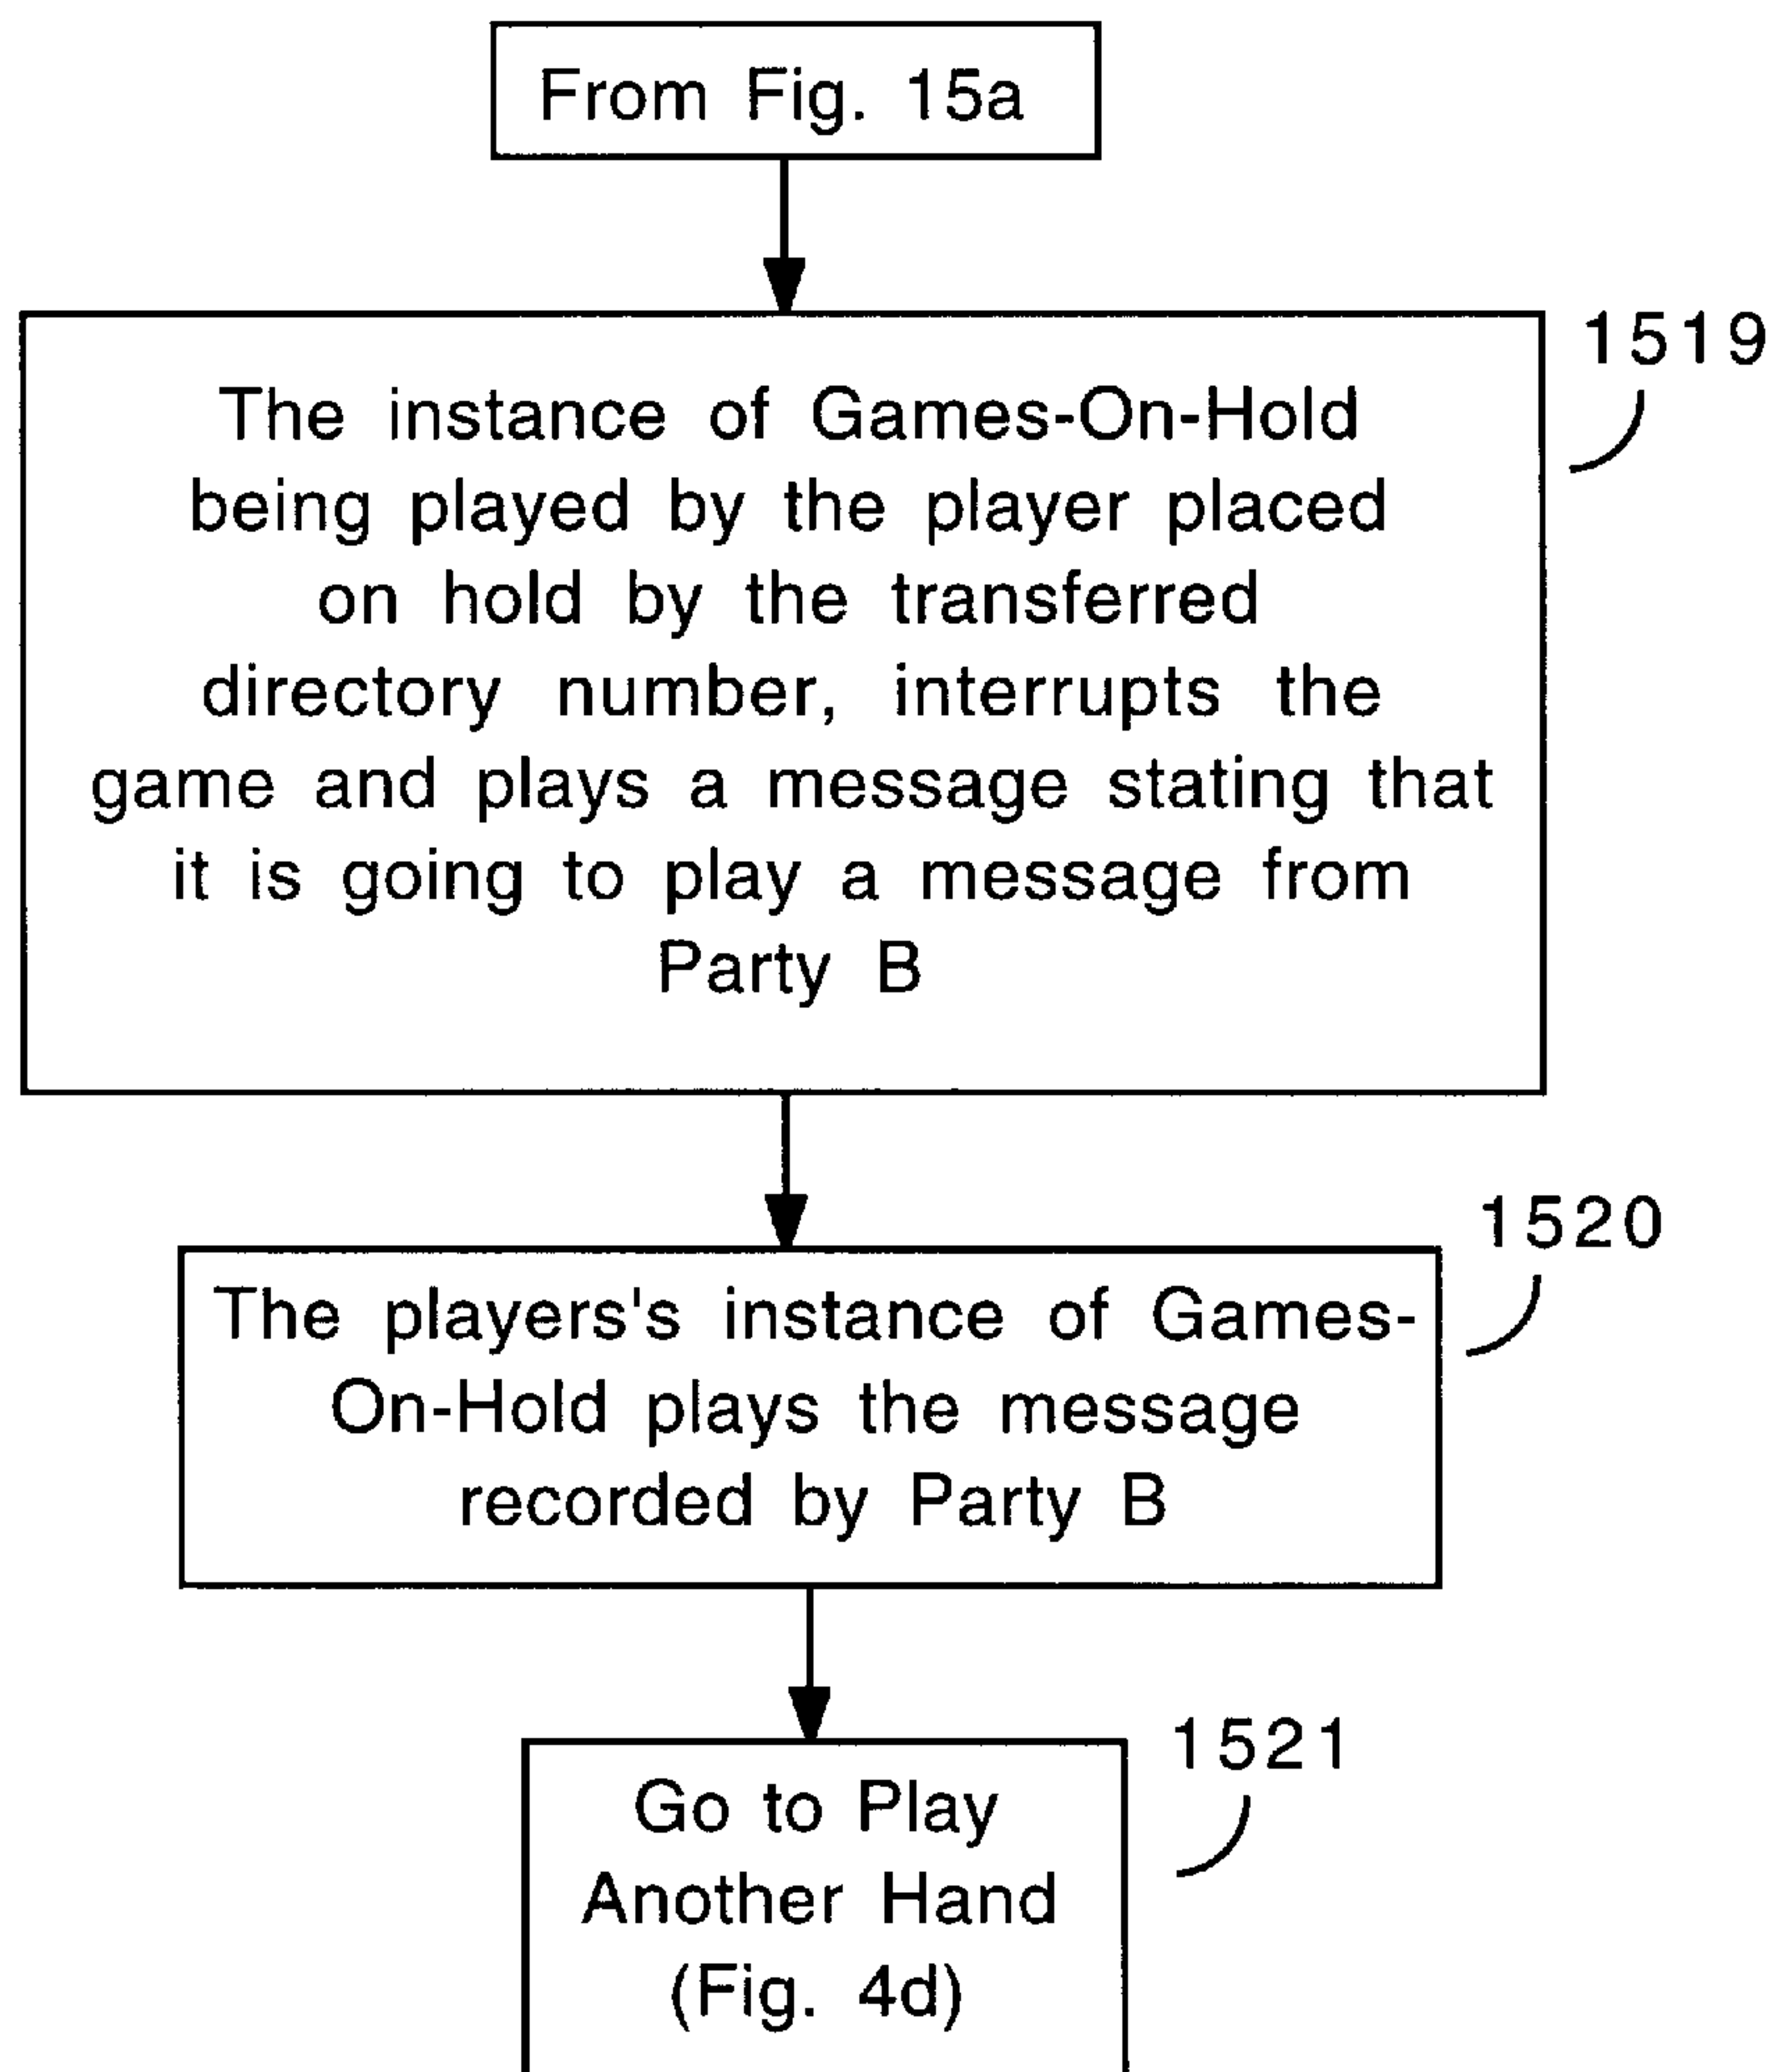 From Fig. 15a
1519
The instance of Games-On-Hold
being played by the player placed
on hold by the transferred
directory number, interrupts the
game and plays a message stating that
it is going to play a message from
Party B
1520
The players's instance of Games-
On-Hold plays the message
recorded by Party B
1521
Go to Play
Another Hand
(Fig. 4d)